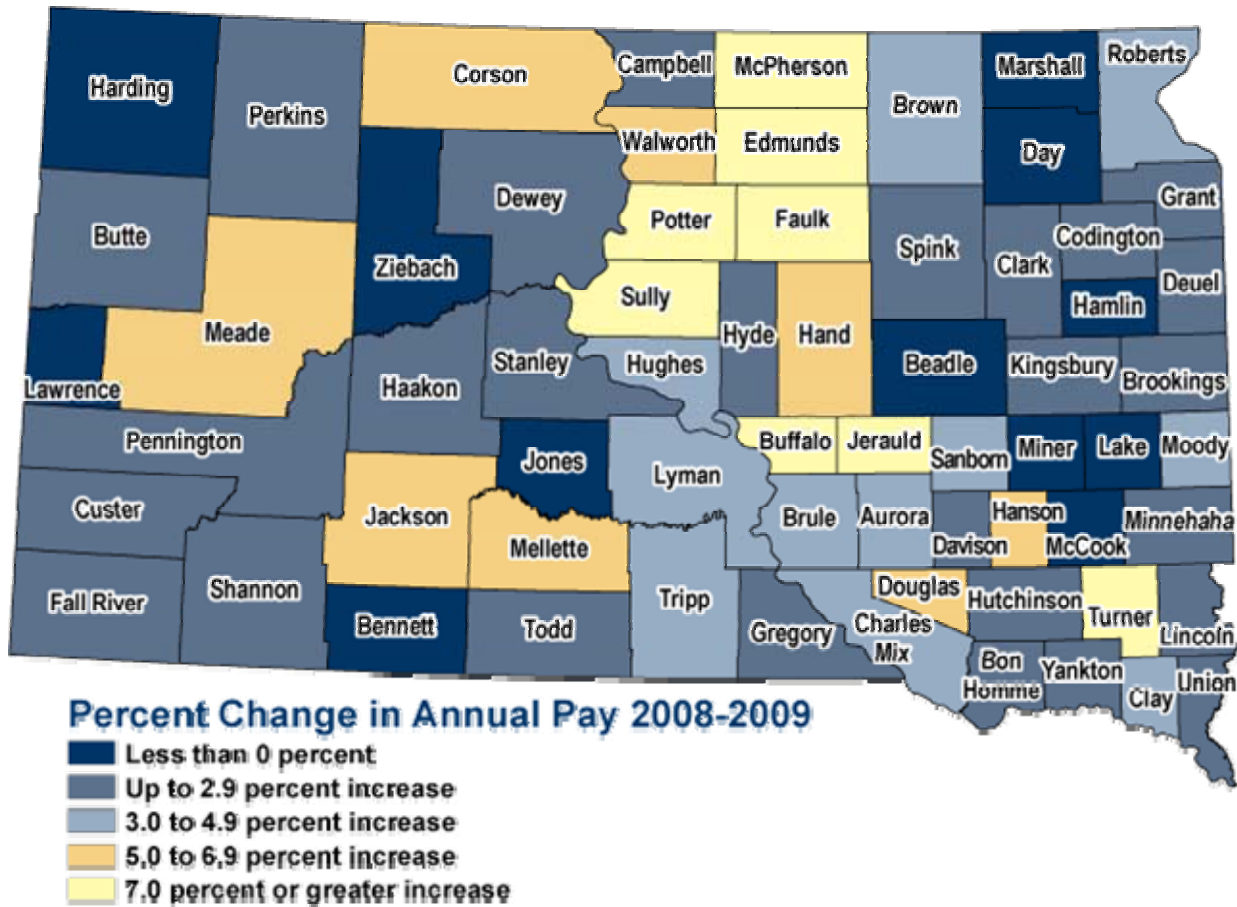 Harding
Perkins
Corson
Campbell
McPherson
Brown
Marshall
Roberts
Walworth
Edmunds
Day
Butte
Dewey
Potter
Faulk
Spink
Grant
Ziebach
Clark
Codington
Deuel
Meade
Sully
Hyde
Hand
Hamlin
Lawrence
Haakon
Stanley
Hughes
Beadle
Kingsbury
Brookings
Pennington
Jones
Lyman
Buffalo
Jerauld
Sanborn
Miner
Lake
Moody
Custer
Jackson
Mellette
Brule
Aurora
Davison
Hanson
McCook
Minnehaha
Fall River
Shannon
Bennett
Todd
Tripp
Gregory
Douglas
Charles
Mix
Hutchinson
Turner
Lincoln
Bon
Homme
Yankton
Clay
Union
Percent Change in Annual Pay 2008-2009
Less than 0 percent
Up to 2.9 percent increase
3.0 to 4.9 percent increase
5.0 to 6.9 percent increase
7.0 percent or greater increase